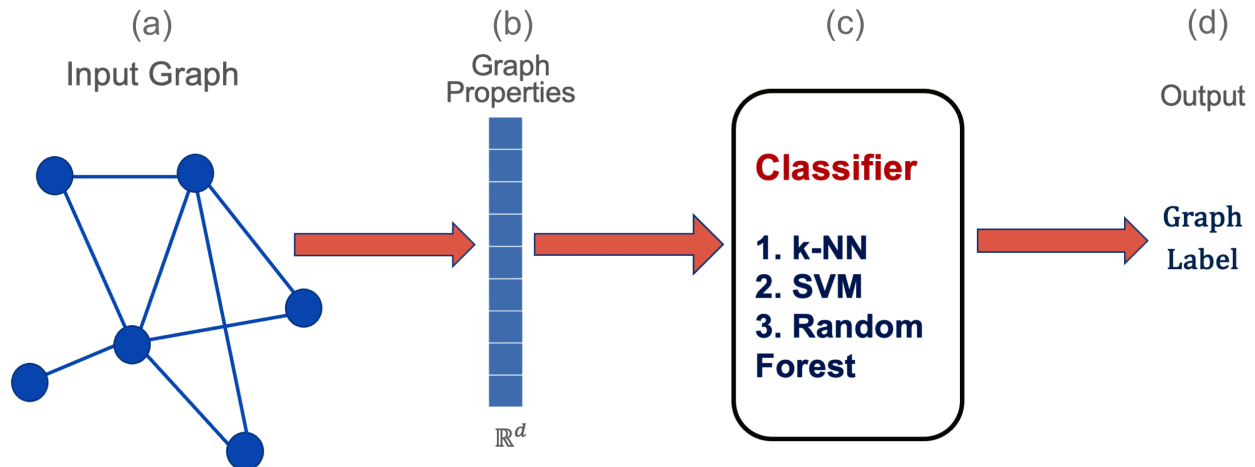 (a)
Input Graph
(b)
Graph
Properties
ℝ^d
(c)
Classifier
1. k-NN
2. SVM
3. Random
Forest
(d)
Output
Graph
Label